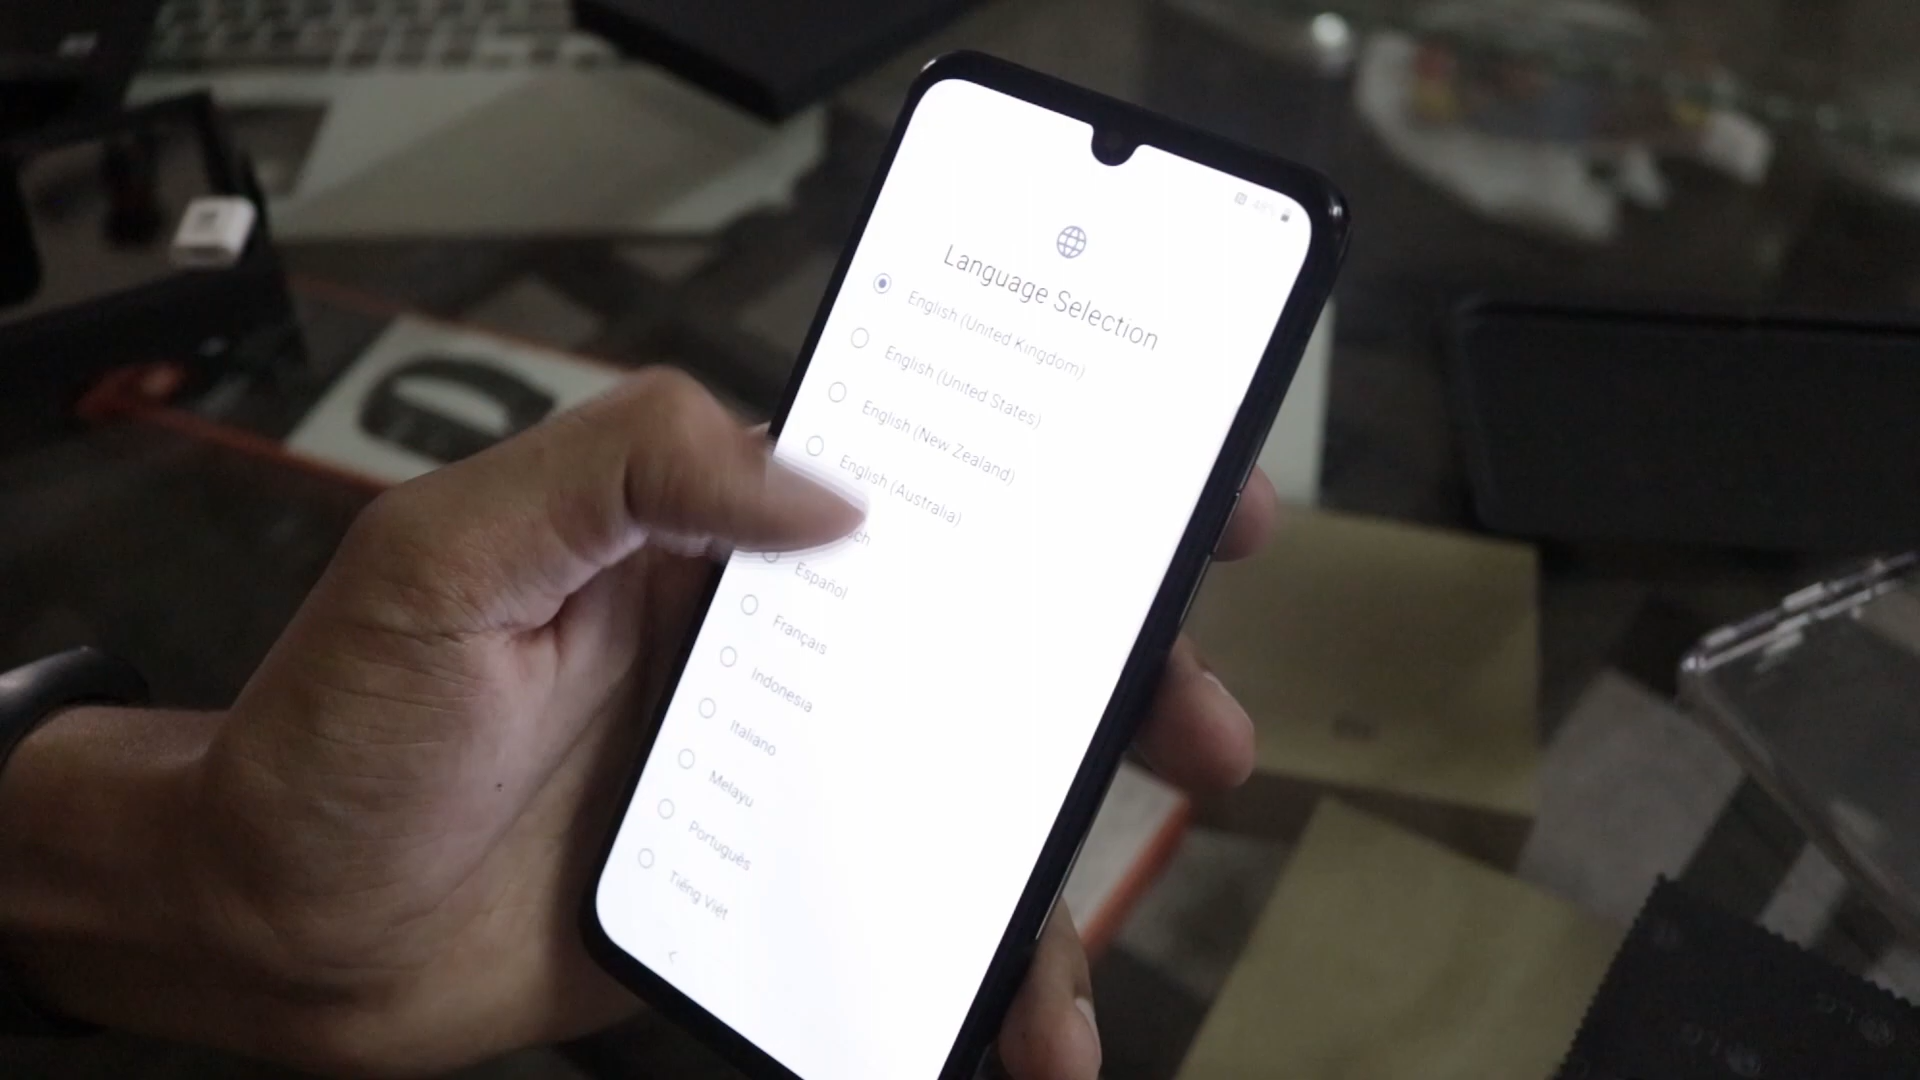 48%
Language Selection
English (United Kingdom)
English (United States)
English (New Zealand)
English (Australia)
Español
Français
Indonesia
Italiano
Melayu
Português
Tiếng Việt